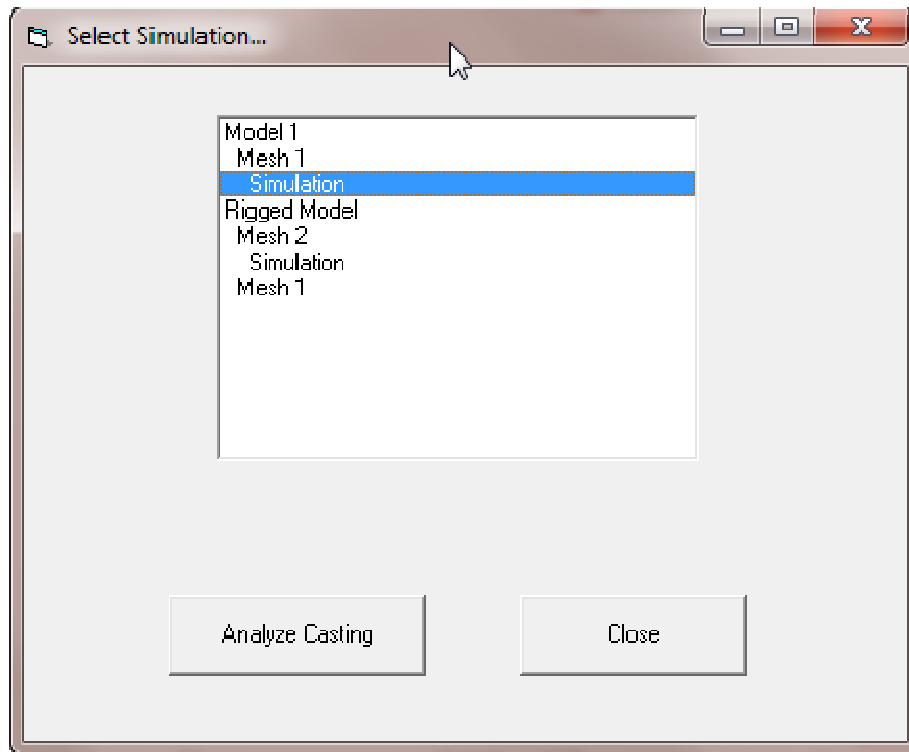 Select Simulation...
Model 1
Mesh 1
Simulation
Rigged Model
Mesh 2
Simulation
Mesh 1
Analyze Casting
Close